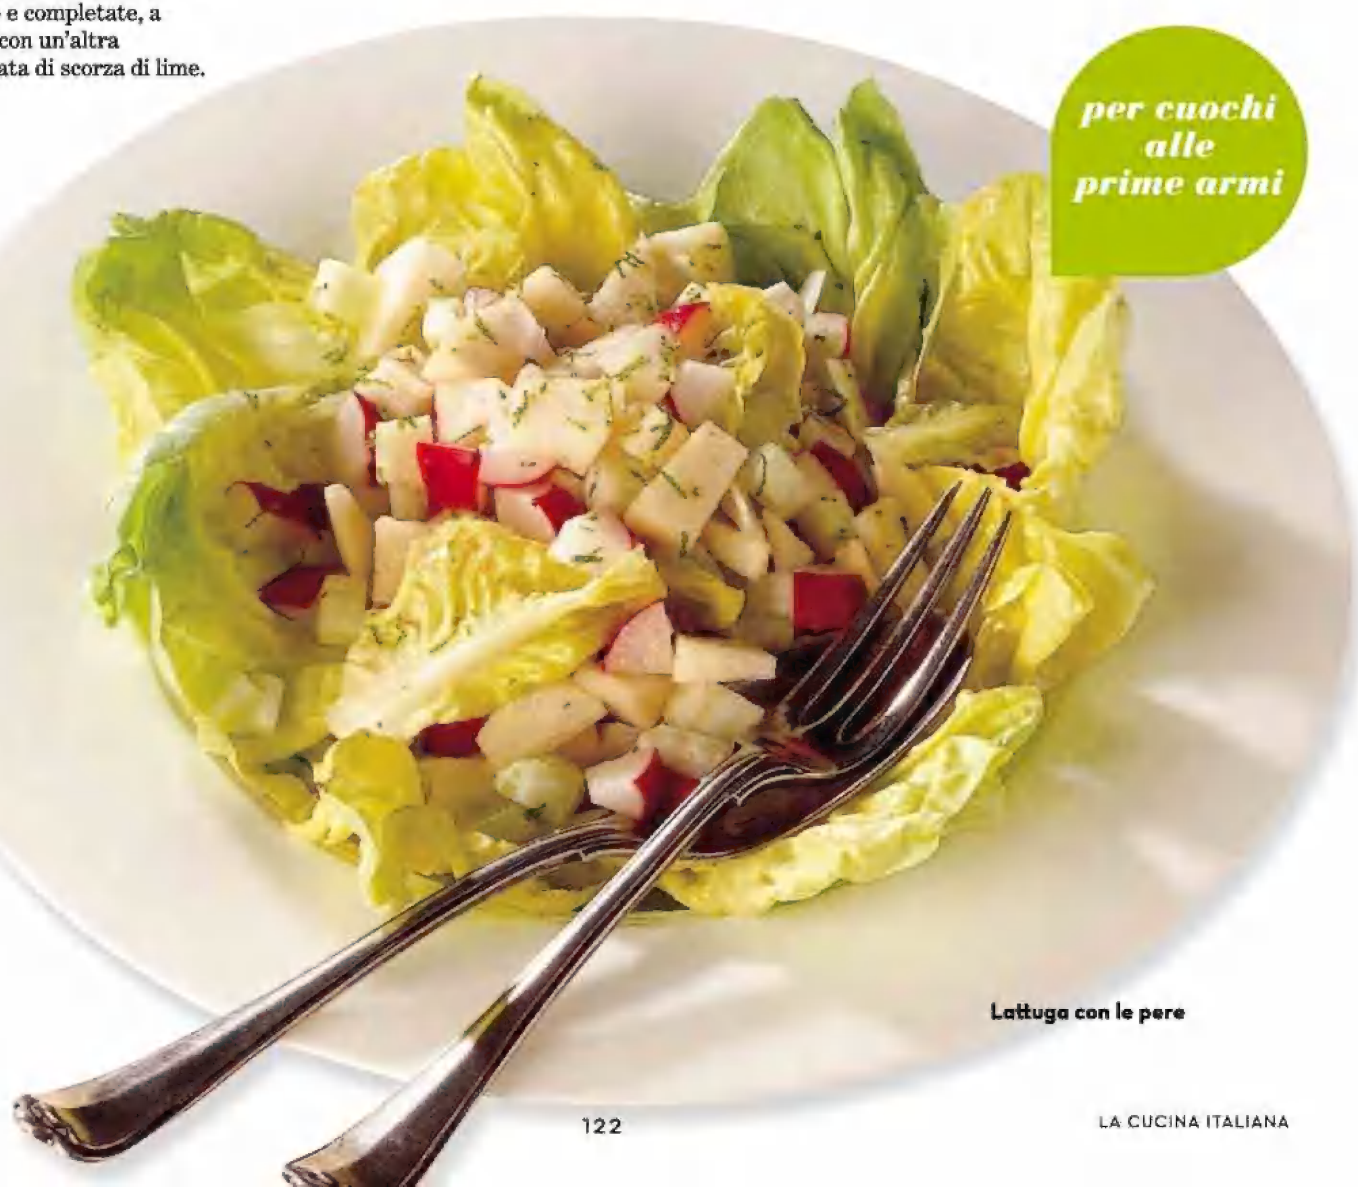 e completate, a
con un'altra
ata di scorza di lime.
per cuochi
alle
prime armi
Lattuga con le pere
122
LA CUCINA ITALIANA